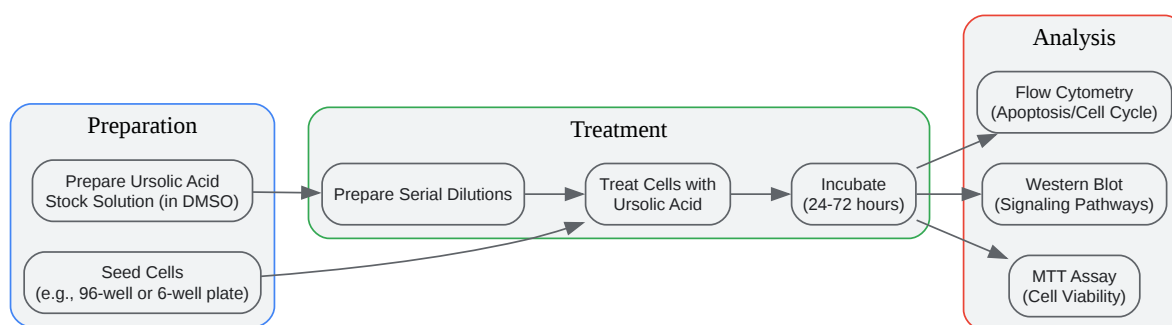 Preparation
Prepare Ursolic Acid
Stock Solution (in DMSO)
Seed Cells
(e.g., 96-well or 6-well plate)
Treatment
Prepare Serial Dilutions
Treat Cells with
Ursolic Acid
Incubate
(24-72 hours)
Analysis
Flow Cytometry
(Apoptosis/Cell Cycle)
Western Blot
(Signaling Pathways)
MTT Assay
(Cell Viability)